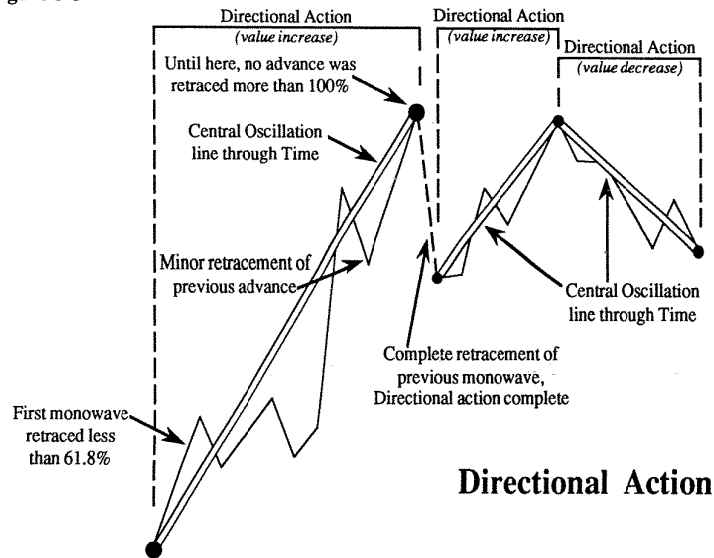 Directional Action
(value increase)
Directional Action
(value increase)
Directional Action
(value decrease)
Until here, no advance was
retraced more than 100%
Central Oscillation
line through Time
Minor retracement of
previous advance
Central Oscillation
line through Time
Complete retracement of
previous monowave,
Directional action complete
First monowave
retraced less
than 61.8%
Directional Action